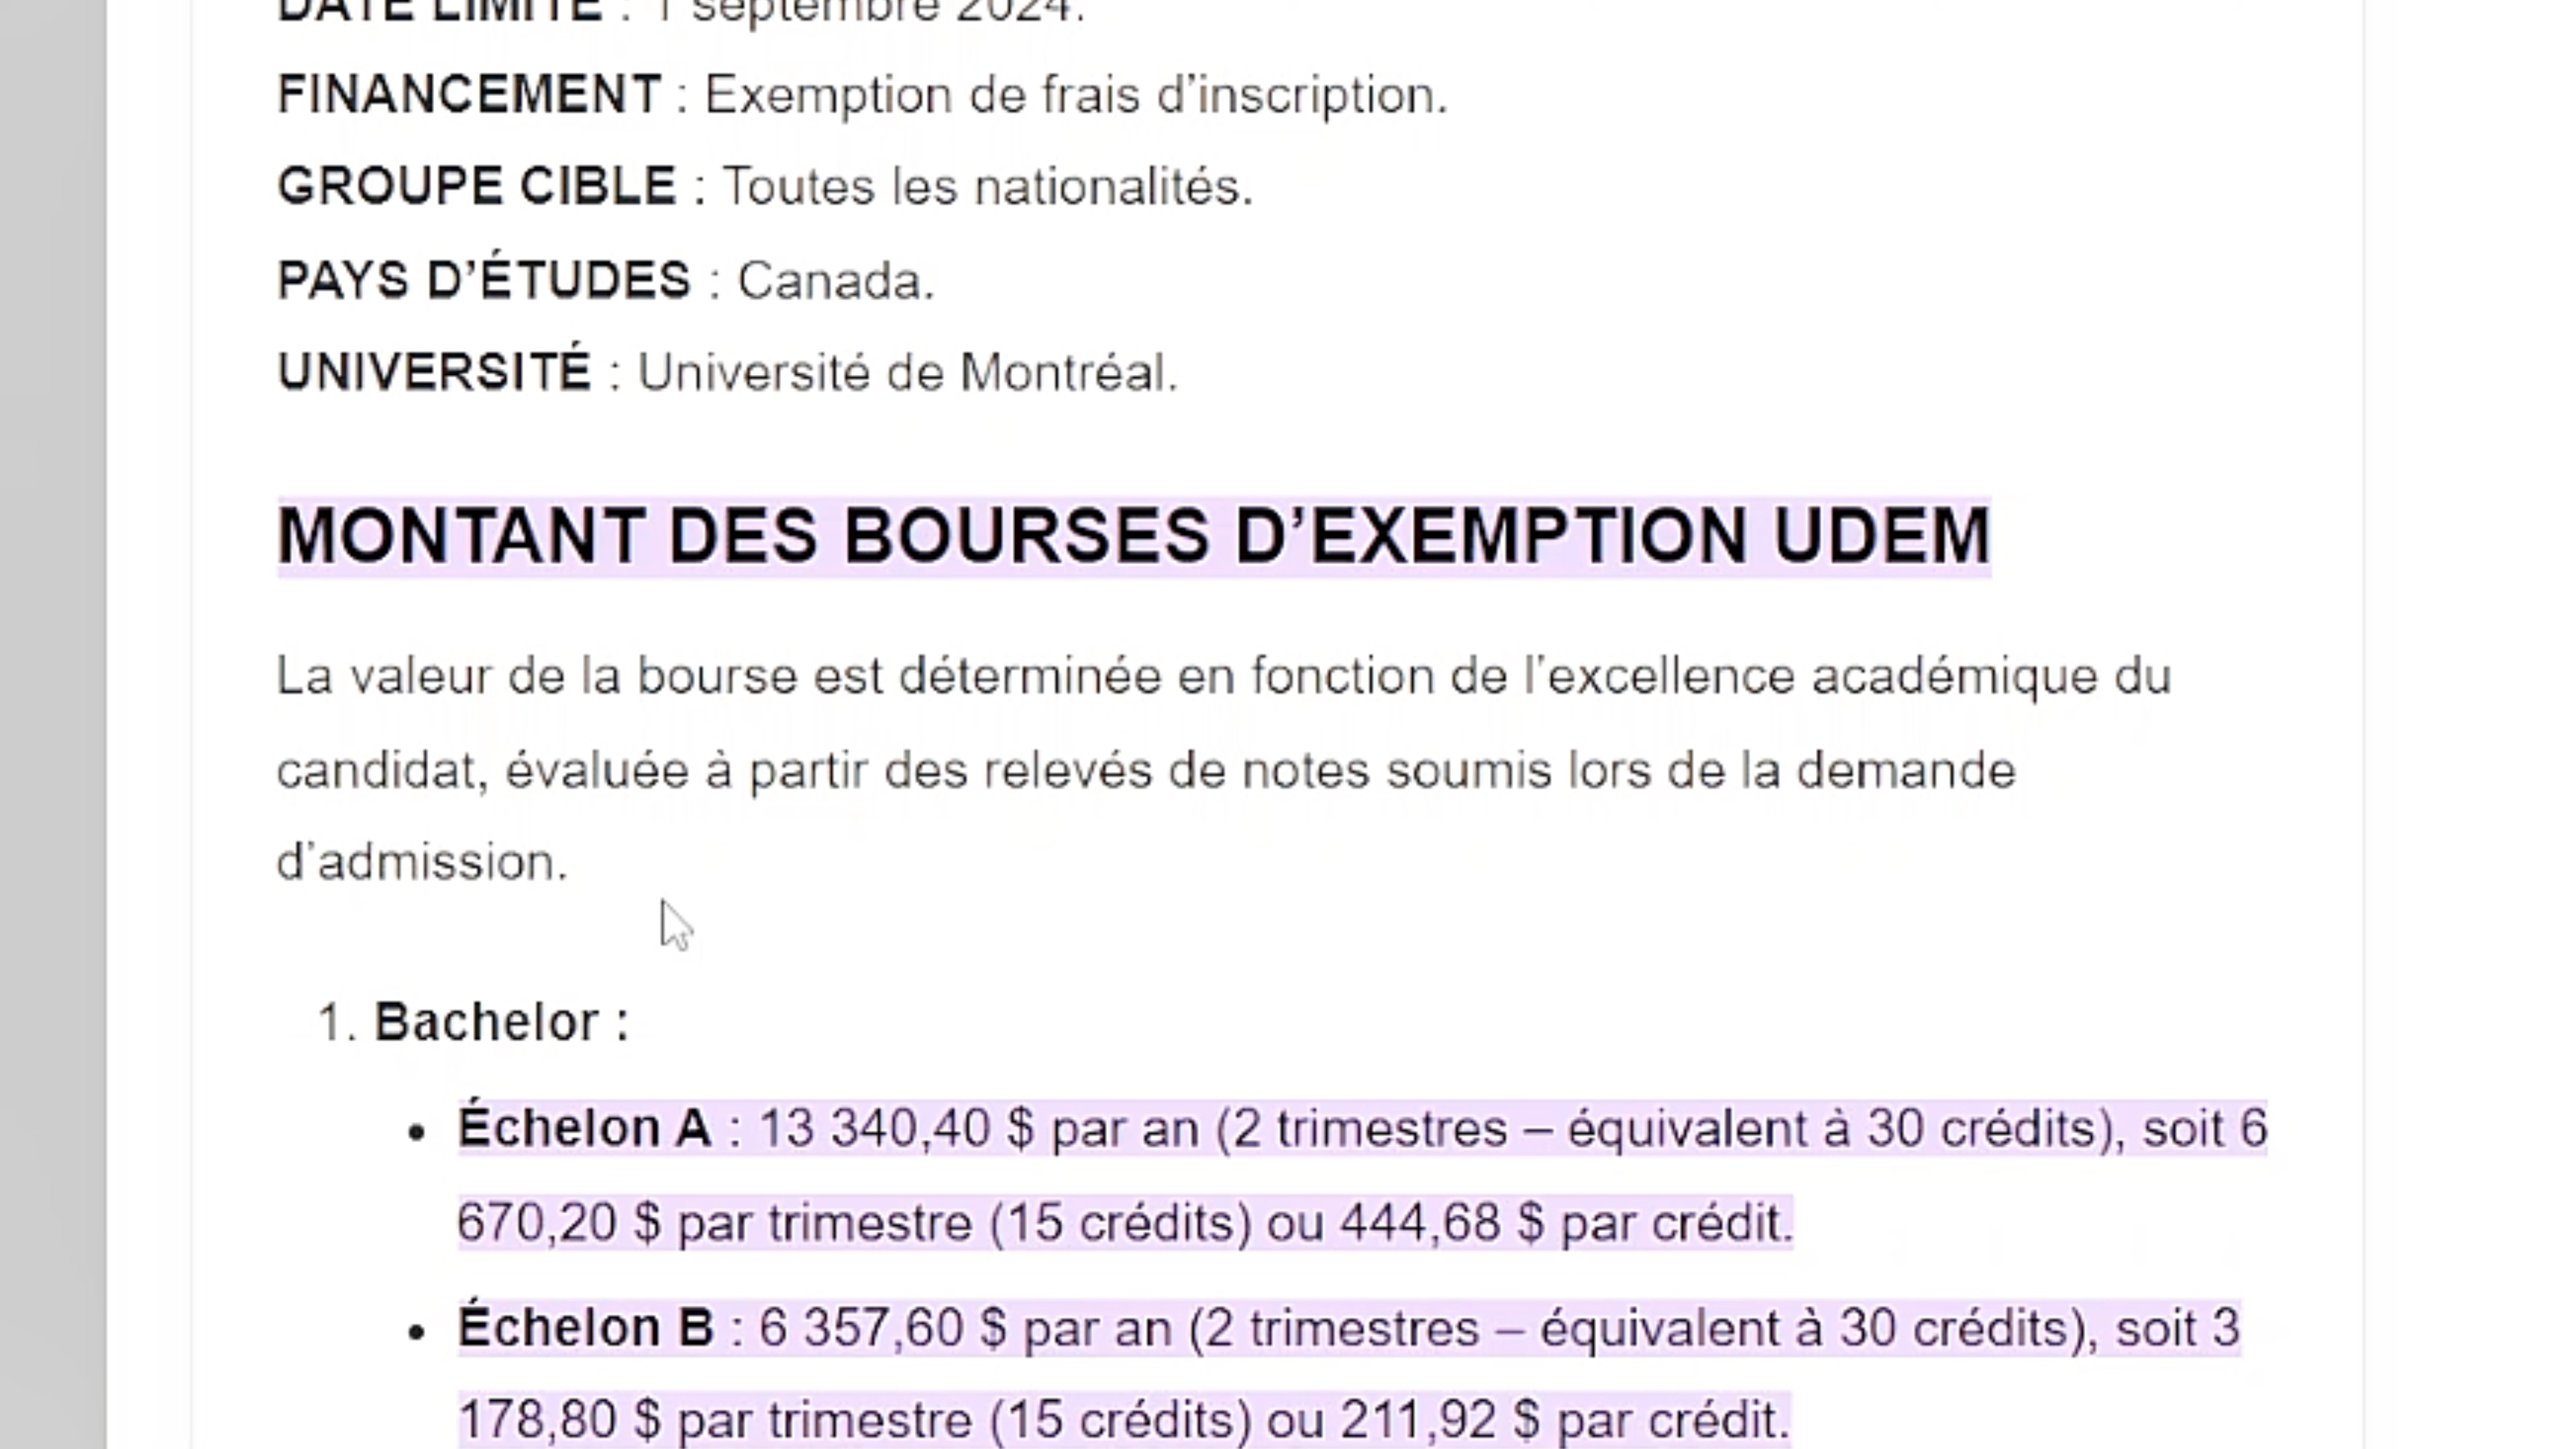 DATE LIMITE : 1 septembre 2024.
FINANCEMENT : Exemption de frais d’inscription.
GROUPE CIBLE : Toutes les nationalités.
PAYS D’ÉTUDES : Canada.
UNIVERSITÉ : Université de Montréal.
MONTANT DES BOURSES D’EXEMPTION UDEM
La valeur de la bourse est déterminée en fonction de l’excellence académique du
candidat, évaluée à partir des relevés de notes soumis lors de la demande
d’admission.
1. Bachelor :
• Échelon A : 13 340,40 $ par an (2 trimestres – équivalent à 30 crédits), soit 6
670,20 $ par trimestre (15 crédits) ou 444,68 $ par crédit.
• Échelon B : 6 357,60 $ par an (2 trimestres – équivalent à 30 crédits), soit 3
178,80 $ par trimestre (15 crédits) ou 211,92 $ par crédit.